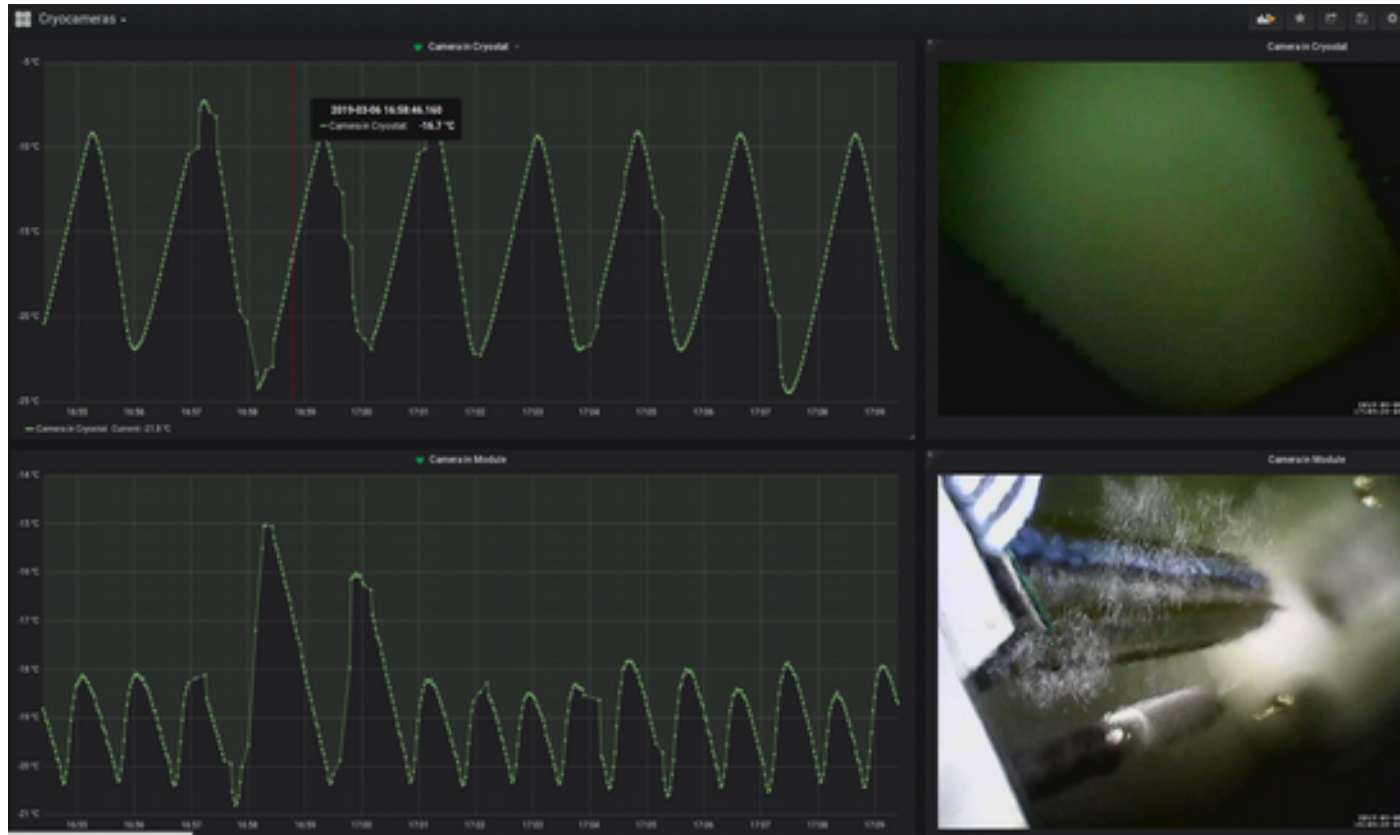 Cryocameras
Camera in Cryostat
Camera in Cryostat
-5 °C
-10 °C
-15 °C
-20 °C
-25 °C
2019-03-06 16:58:46.160
Camera in Cryostat: -16.7 °C
16:55 16:56 16:57 16:58 16:59 17:00 17:01 17:02 17:03 17:04 17:05 17:06 17:07 17:08 17:09
Camera in Cryostat Current: -21.8 °C
Camera in Module
Camera in Module
-14 °C
-15 °C
-16 °C
-17 °C
-18 °C
-19 °C
-20 °C
-21 °C
16:55 16:56 16:57 16:58 16:59 17:00 17:01 17:02 17:03 17:04 17:05 17:06 17:07 17:08 17:09